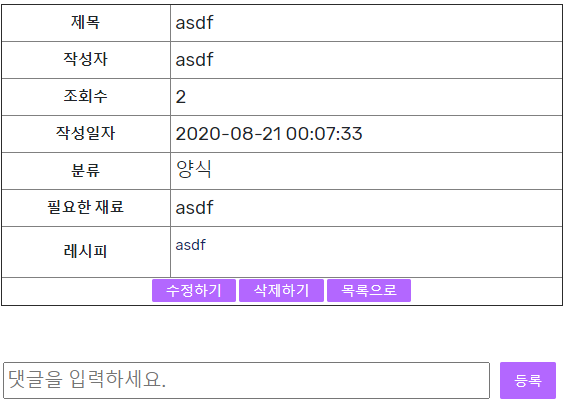 제목 asdf
작성자 asdf
조회수 2
작성일자 2020-08-21 00:07:33
분류 양식
필요한 재료 asdf
레시피 asdf
수정하기 삭제하기 목록으로
댓글을 입력하세요. 등록